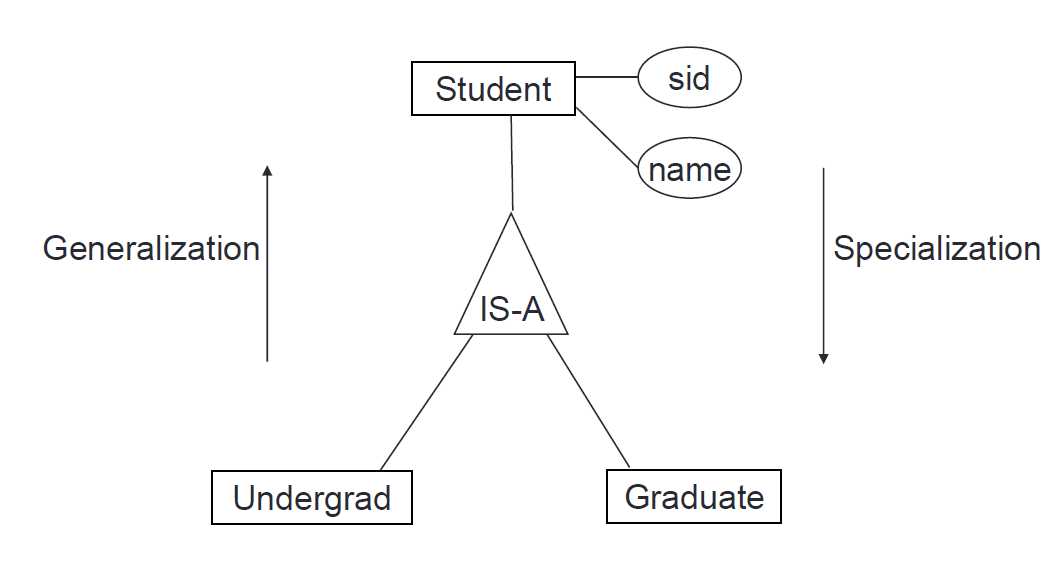 Student
sid
name
Generalization
Specialization
IS-A
Undergrad
Graduate